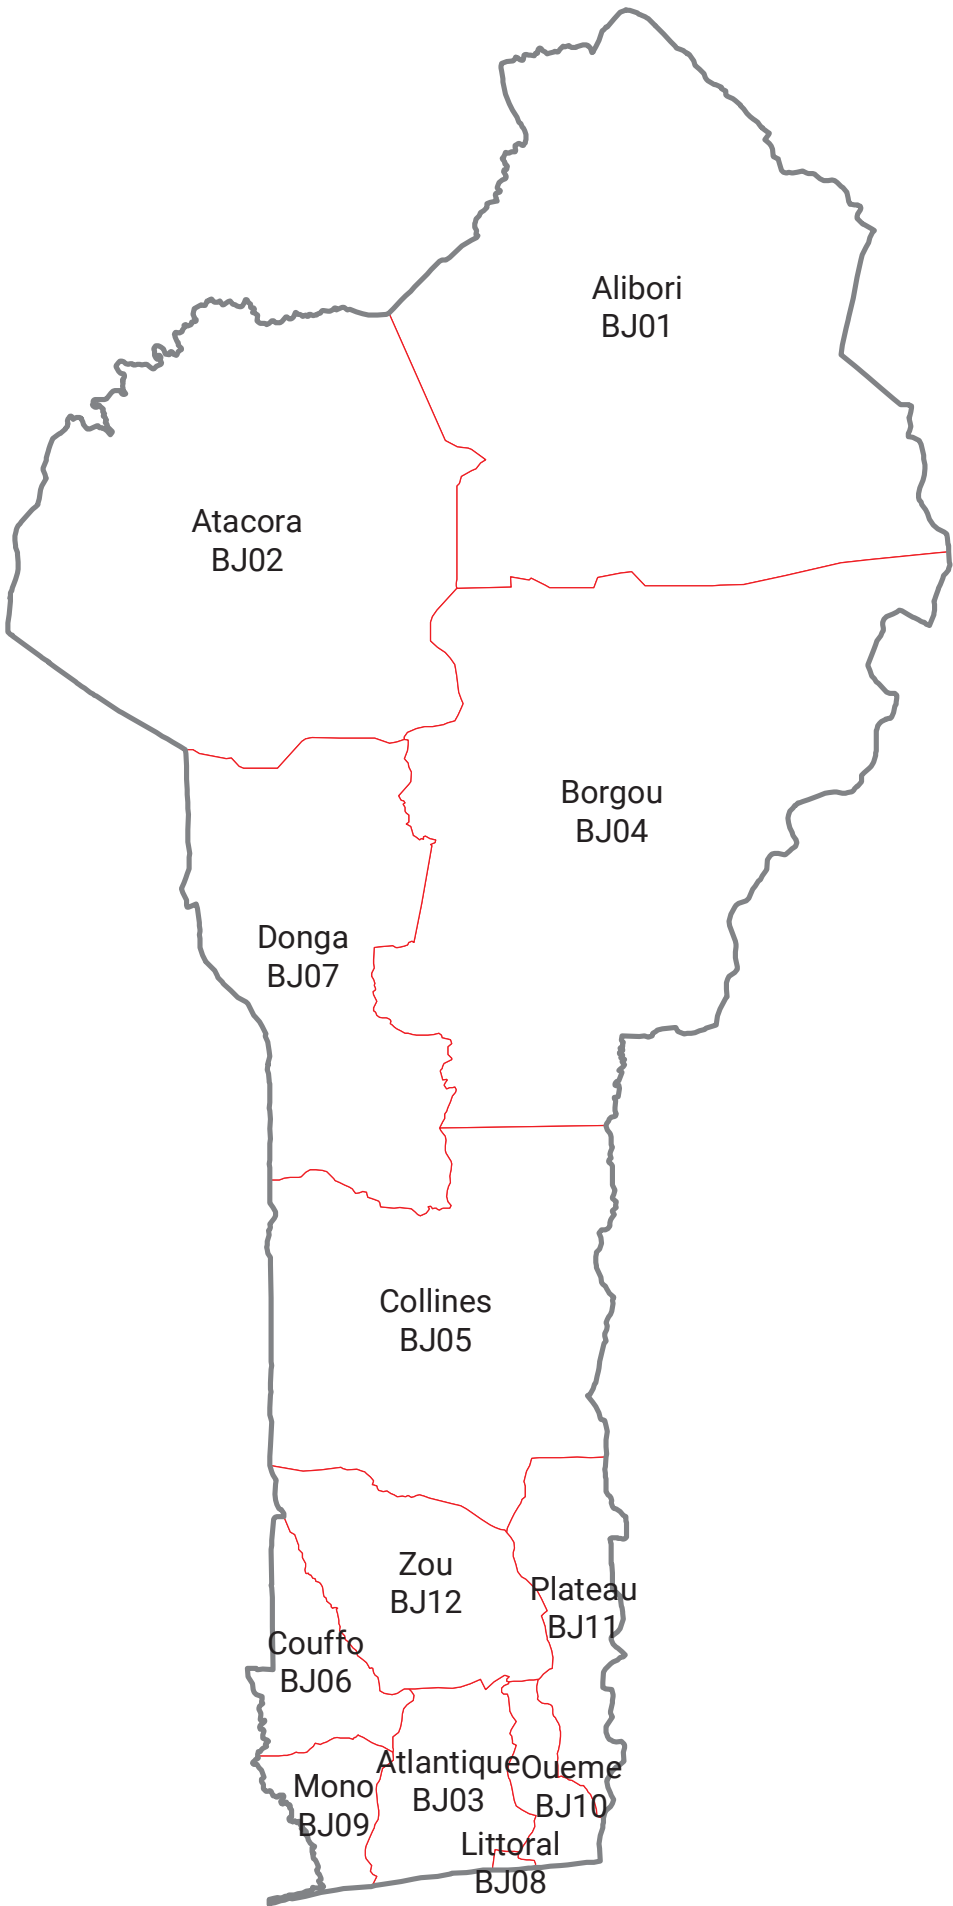 Alibori
BJ01
Atacora
BJ02
Borgou
BJ04
Donga
BJ07
Collines
BJ05
Zou
BJ12
Plateau
BJ11
Couffo
BJ06
Atlantique
BJ03
Oueme
BJ10
Mono
BJ09
Littoral
BJ08